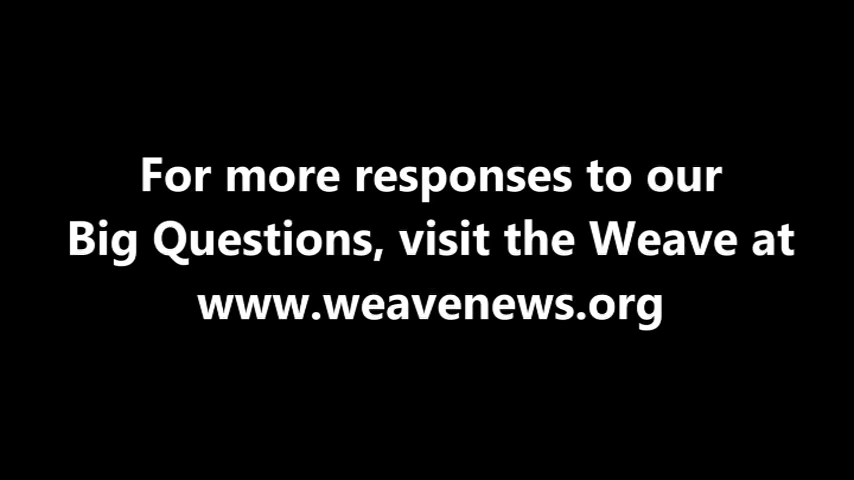 For more responses to our
Big Questions, visit the Weave at
www.weavenews.org